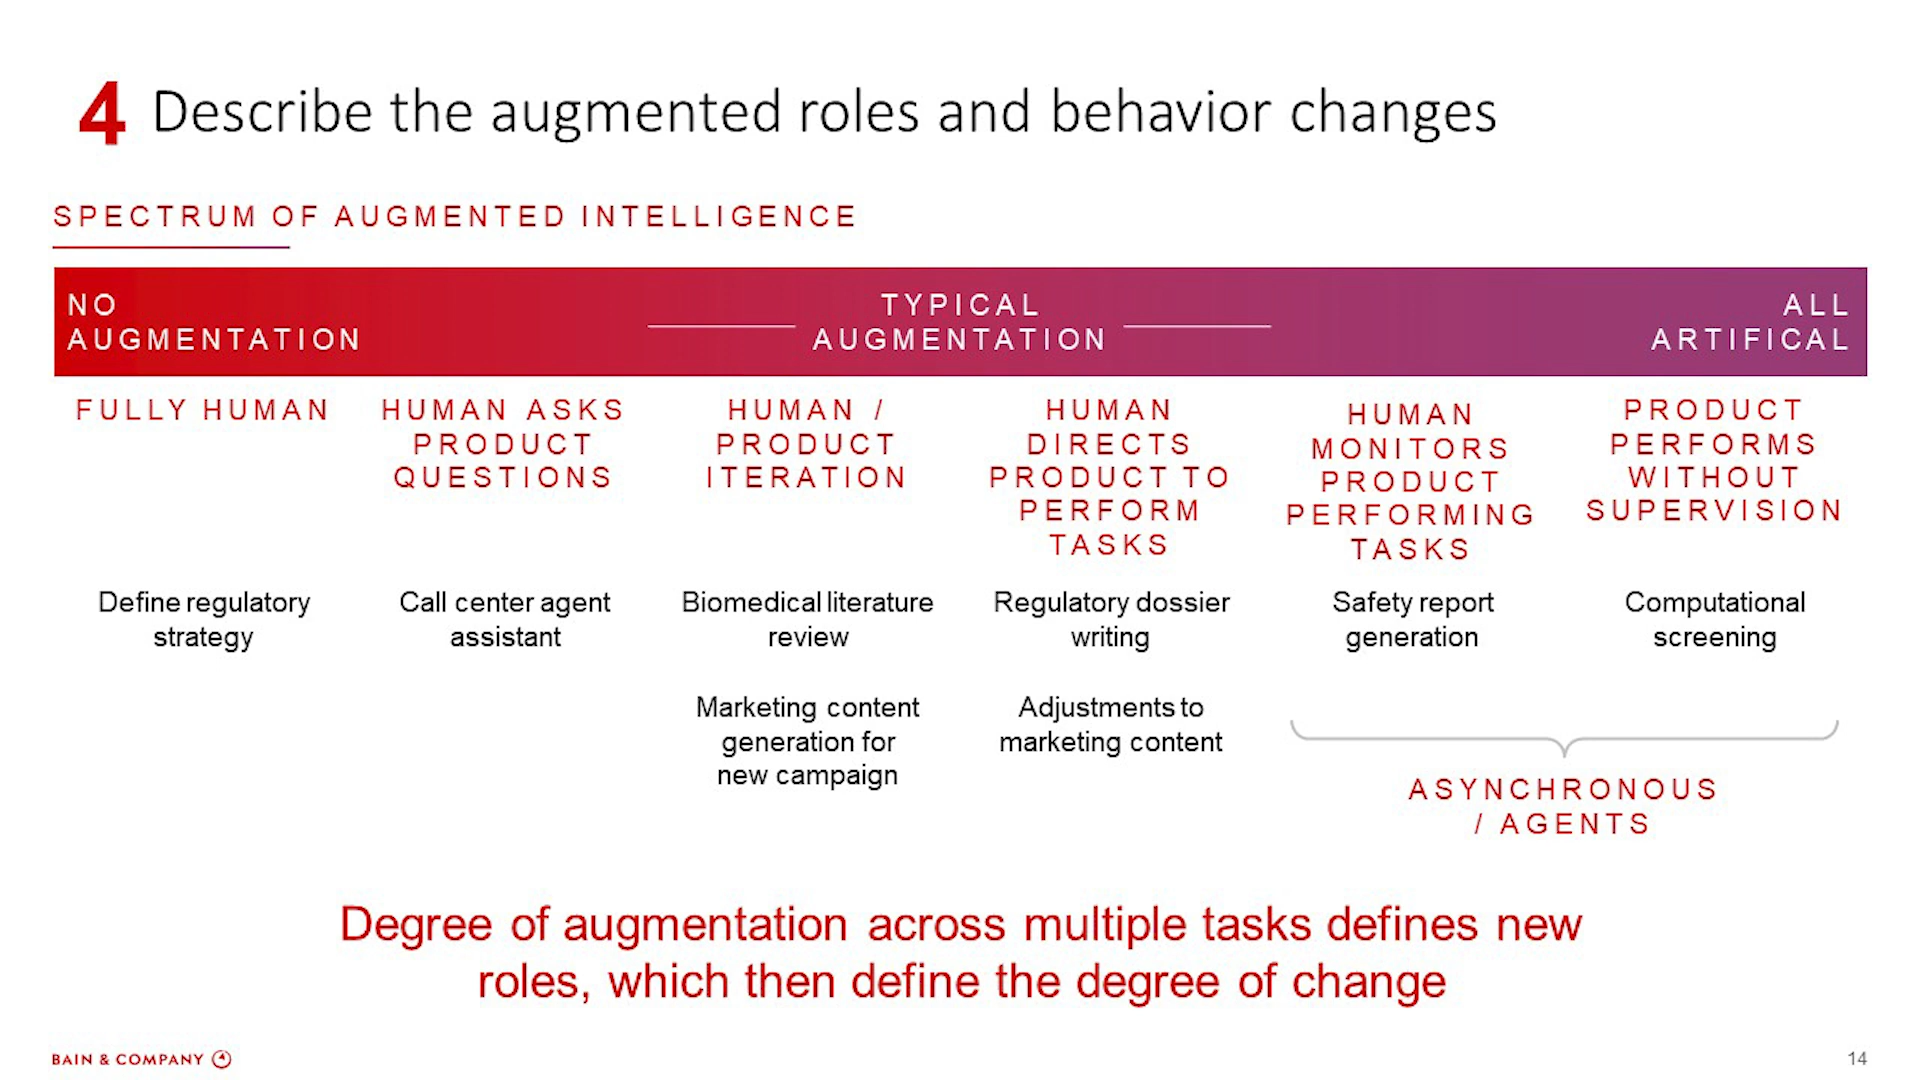 4 Describe the augmented roles and behavior changes
SPECTRUM OF AUGMENTED INTELLIGENCE
NO
AUGMENTATION
TYPICAL
AUGMENTATION
ALL
ARTIFICAL
FULLY HUMAN
HUMAN ASKS
PRODUCT
QUESTIONS
HUMAN /
PRODUCT
ITERATION
HUMAN
DIRECTS
PRODUCT TO
PERFORM
TASKS
HUMAN
MONITORS
PRODUCT
PERFORMING
TASKS
PRODUCT
PERFORMS
WITHOUT
SUPERVISION
Define regulatory
strategy
Call center agent
assistant
Biomedical literature
review
Regulatory dossier
writing
Safety report
generation
Computational
screening
Marketing content
generation for
new campaign
Adjustments to
marketing content
ASYNCHRONOUS
/ AGENTS
Degree of augmentation across multiple tasks defines new
roles, which then define the degree of change
BAIN & COMPANY
14